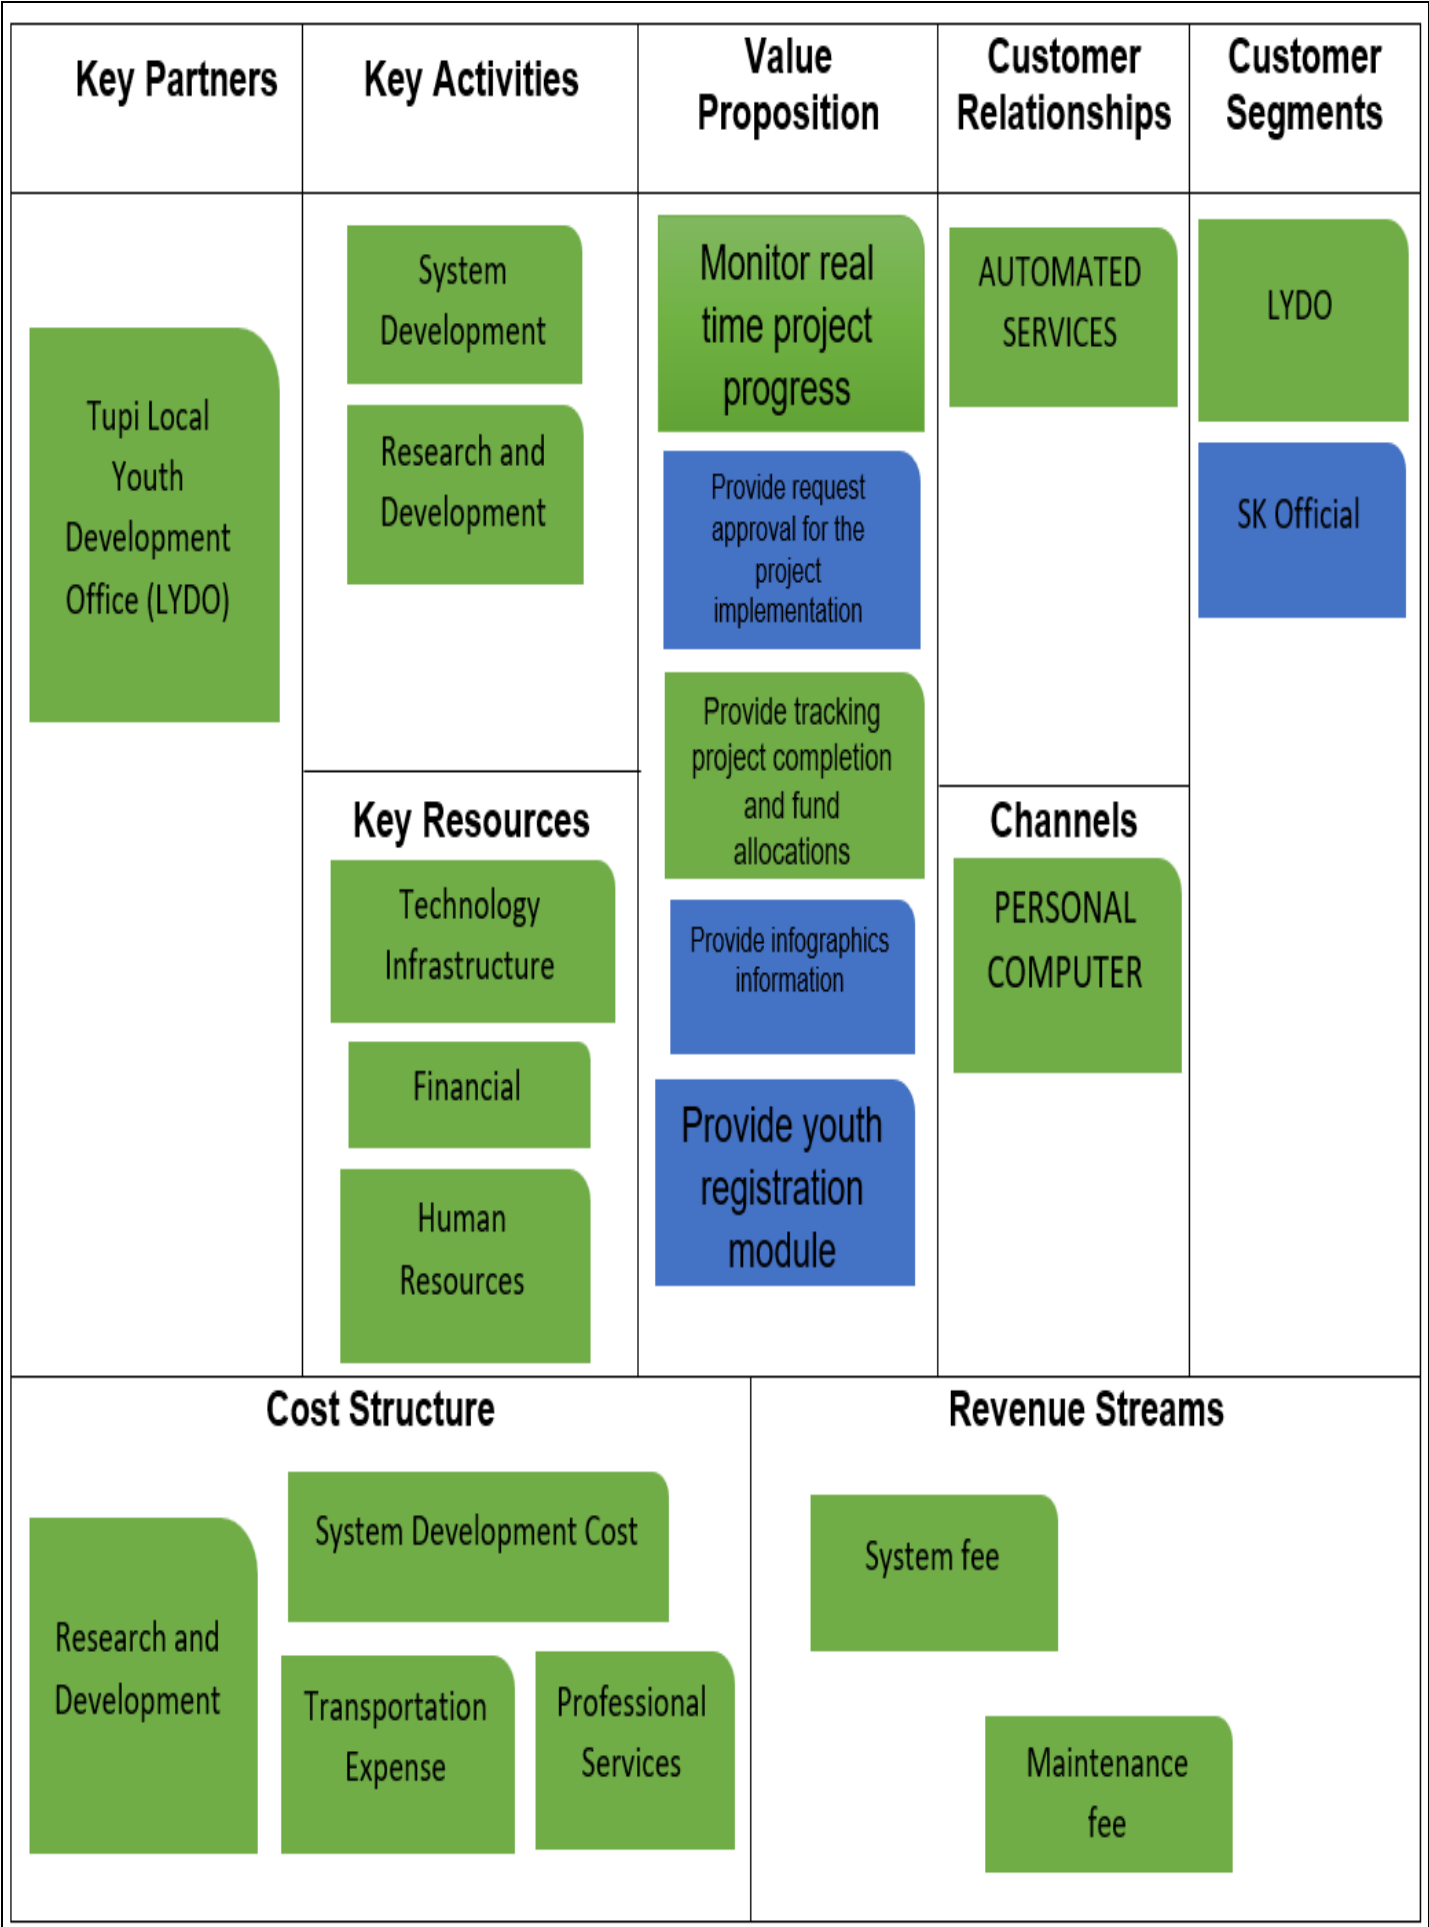 Key Partners
Key Activities
Value
Proposition
Customer
Relationships
Customer
Segments
Tupi Local
Youth
Development
Office (LYDO)
System
Development
Research and
Development
Key Resources
Technology
Infrastructure
Financial
Human
Resources
Monitor real
time project
progress
Provide request
approval for the
project
implementation
Provide tracking
project completion
and fund
allocations
Provide infographics
information
Provide youth
registration
module
AUTOMATED
SERVICES
Channels
PERSONAL
COMPUTER
LYDO
SK Official
Cost Structure
Research and
Development
System Development Cost
Transportation
Expense
Professional
Services
Revenue Streams
System fee
Maintenance
fee